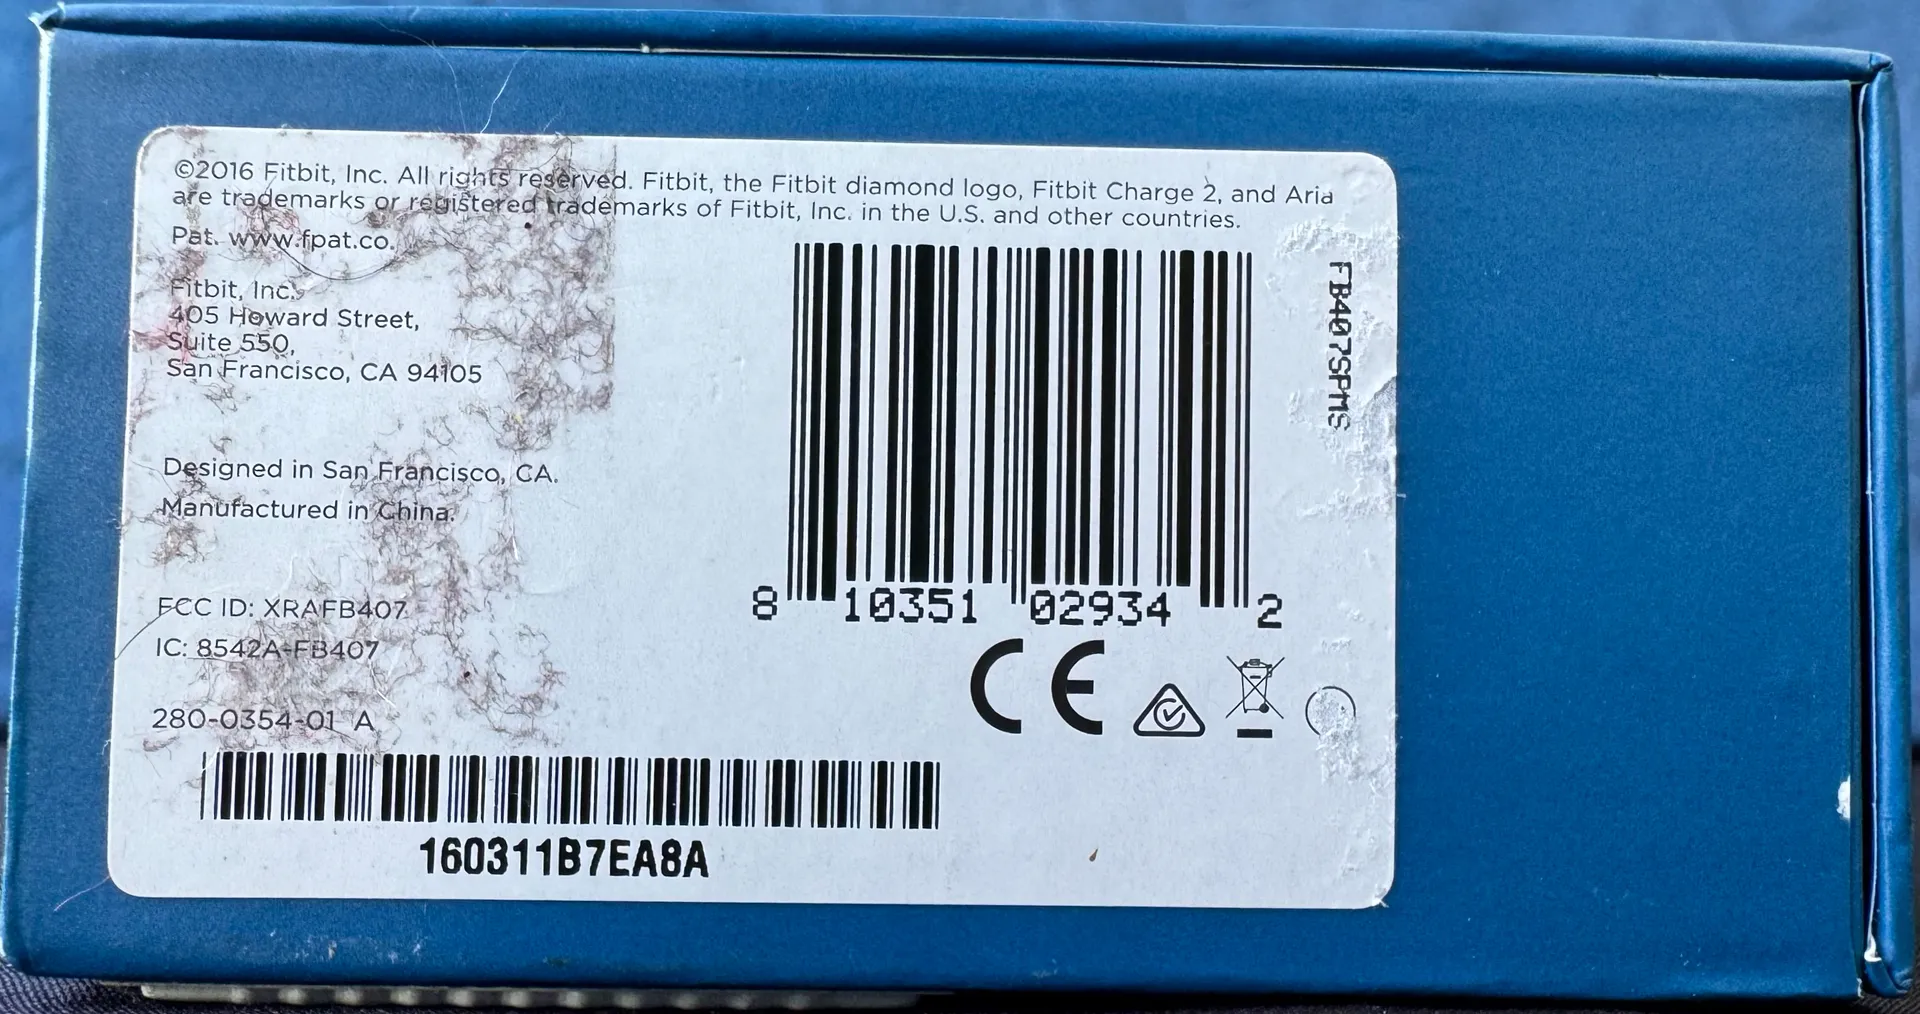 ©2016 Fitbit, Inc. All rights reserved. Fitbit, the Fitbit diamond logo, Fitbit Charge 2, and Aria
are trademarks or registered trademarks of Fitbit, Inc. in the U.S. and other countries.
Pat. www.fpat.co.
Fitbit, Inc.
405 Howard Street,
Suite 550,
San Francisco, CA 94105
Designed in San Francisco, CA.
Manufactured in China.
FCC ID: XRAFB407
IC: 8542A-FB407
280-0354-01 A
160311B7EA8A
8 10351 02934 2
CE
FB407SPMS